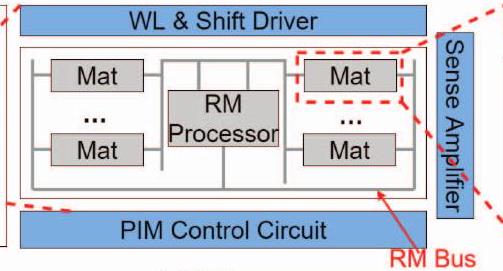 WL & Shift Driver
Mat
Mat
RM
Processor
...
...
Mat
Mat
Sense Amplifier
PIM Control Circuit
RM Bus